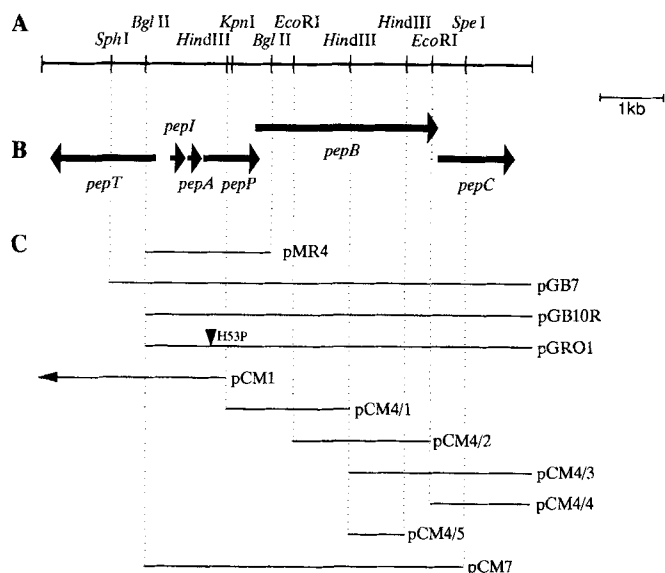 A
SphI
BglII
HindIII
KpnI
BglII
EcoRI
HindIII
HindIII
EcoRI
SpeI
1kb
B
pepT
pepI
pepA
pepP
pepB
pepC
C
pMR4
pGB7
pGB10R
H53P
pGRO1
pCM1
pCM4/1
pCM4/2
pCM4/3
pCM4/4
pCM4/5
pCM7